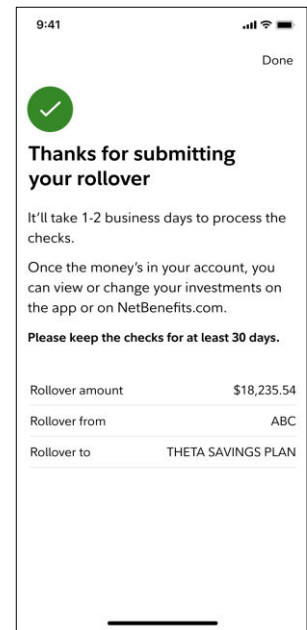 9:41
Done
Thanks for submitting
your rollover
It'll take 1-2 business days to process the
checks.
Once the money's in your account, you
can view or change your investments on
the app or on NetBenefits.com.
Please keep the checks for at least 30 days.
Rollover amount $18,235.54
Rollover from ABC
Rollover to THETA SAVINGS PLAN